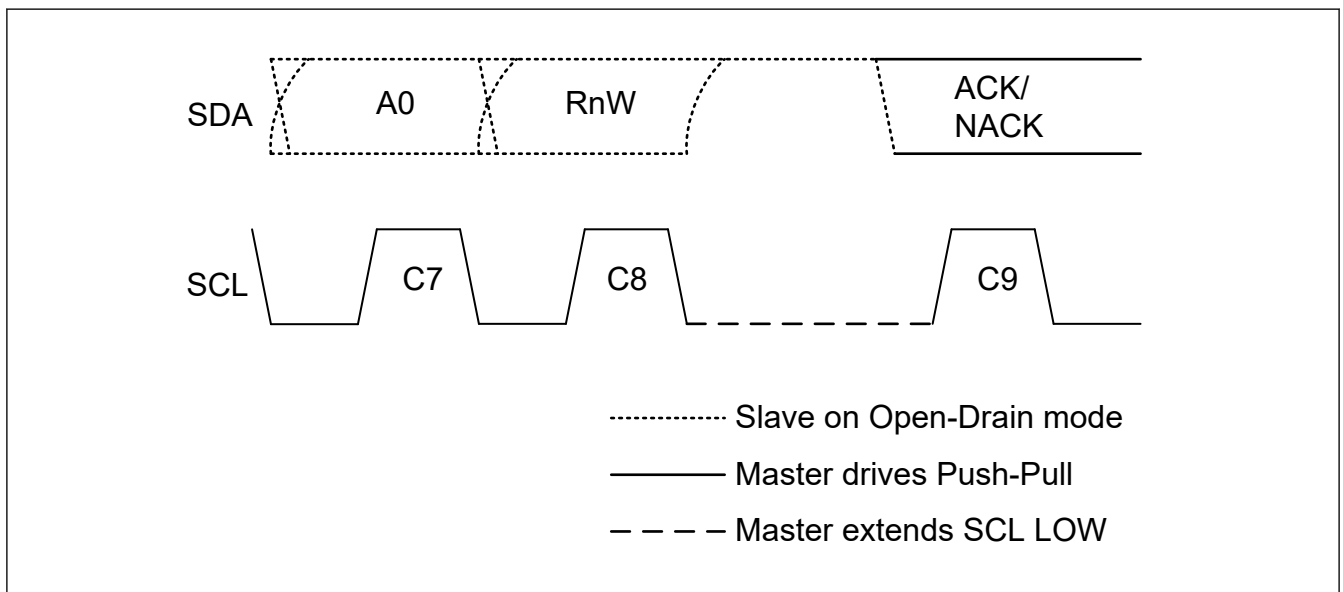 SDA
A0
RnW
ACK/
NACK
SCL
C7
C8
C9
Slave on Open-Drain mode
Master drives Push-Pull
Master extends SCL LOW